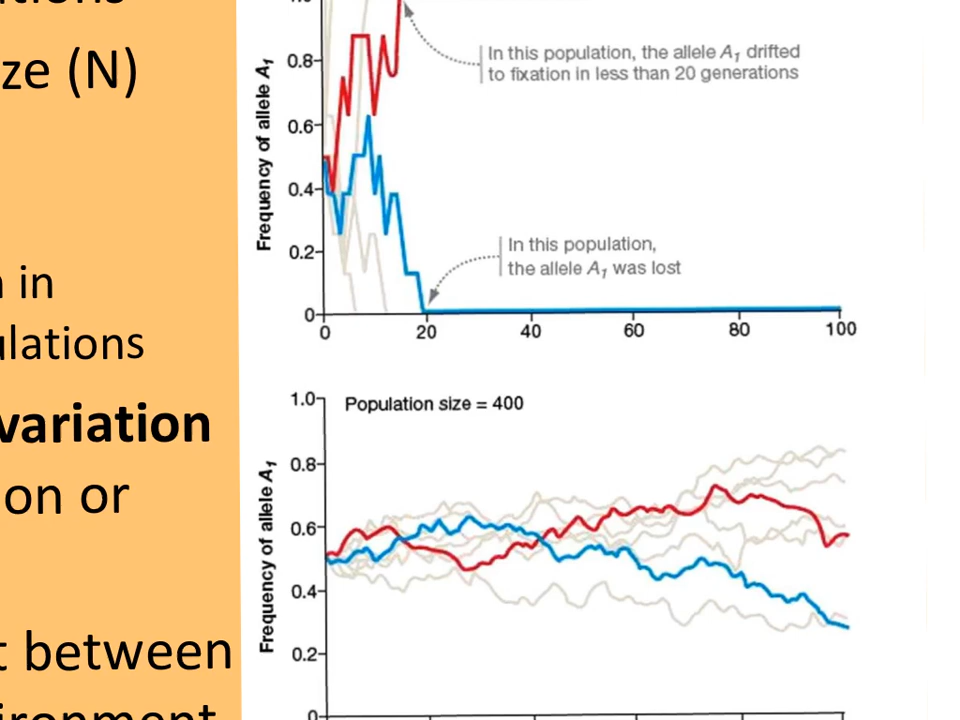 ze (N)
in
variation
on or
between
Frequency of allele A1
0.8
0.6
0.4
0.2
0
0
20
40
60
80
100
In this population, the allele A1 drifted
to fixation in less than 20 generations
In this population,
the allele A1 was lost
Frequency of allele A1
1.0
0.8
0.6
0.4
0.2
0
Population size = 400